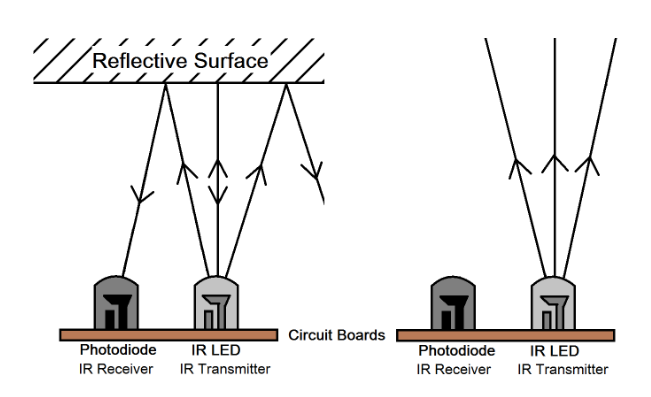 Reflective Surface
Circuit Boards
Photodiode
IR Receiver
IR LED
IR Transmitter
Photodiode
IR Receiver
IR LED
IR Transmitter